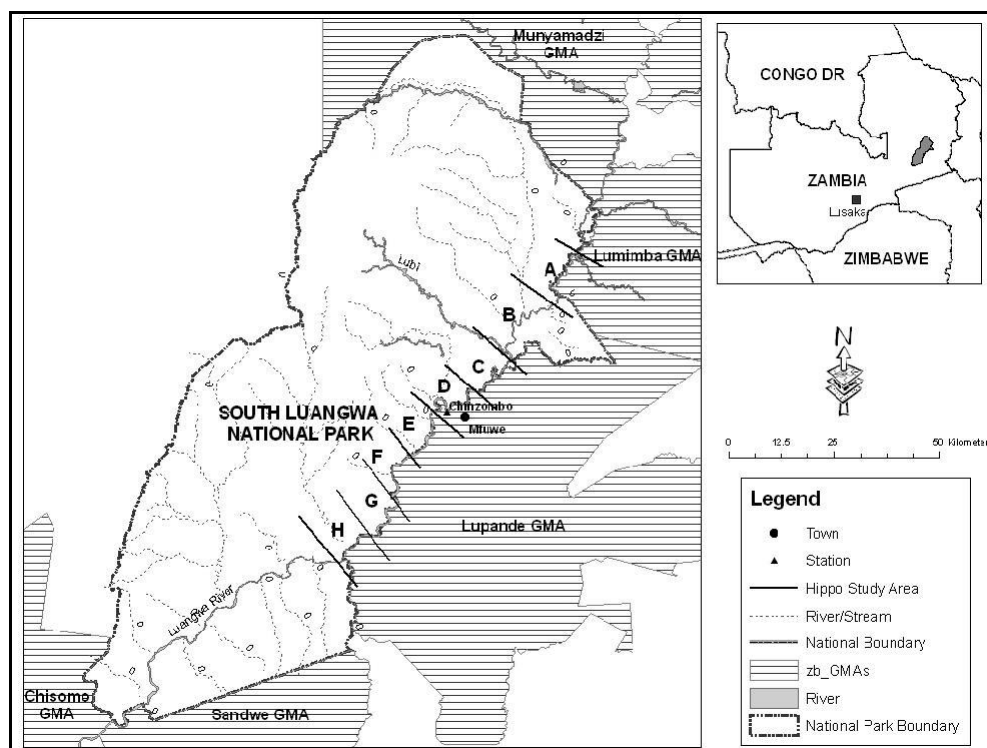 Munyamadzi
GMA
Lumimba GMA
Lubi
A
B
C
D
Chinzombo
Mfuwe
E
SOUTH LUANGWA
NATIONAL PARK
F
G
H
Lupande GMA
Luangwa River
Chisomo
GMA
Sandwe GMA
CONGO DR
ZAMBIA
Lusaka
ZIMBABWE
N
0 12.5 25 50 Kilometer
Legend
Town
Station
Hippo Study Area
River/Stream
National Boundary
zb_GMAs
River
National Park Boundary